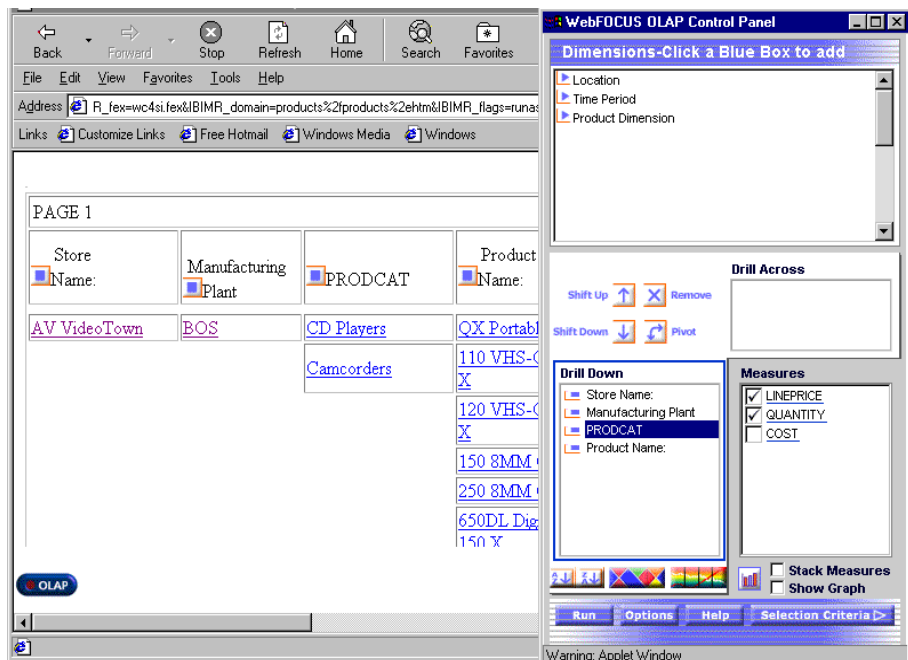 Back
Forward
Stop
Refresh
Home
Search
Favorites
File Edit View Favorites Tools Help
Address R_fex=wc4si.fex&IBIMR_domain=products%2fproducts%2ehtm&IBIMR_flags=runas
Links Customize Links Free Hotmail Windows Media Windows
PAGE 1
Store
Name:
Manufacturing
Plant
PRODCAT
Product
Name:
AV VideoTown
BOS
CD Players
QX Portabl
Camcorders
110 VHS-C
X
120 VHS-C
X
150 8MM
250 8MM
650DL Dig
150 X
OLAP
WebFOCUS OLAP Control Panel
Dimensions-Click a Blue Box to add
Location
Time Period
Product Dimension
Shift Up
Remove
Shift Down
Pivot
Drill Across
Drill Down
Store Name:
Manufacturing Plant
PRODCAT
Product Name:
Measures
LINEPRICE
QUANTITY
COST
Stack Measures
Show Graph
Run Options Help Selection Criteria
Warning: Applet Window